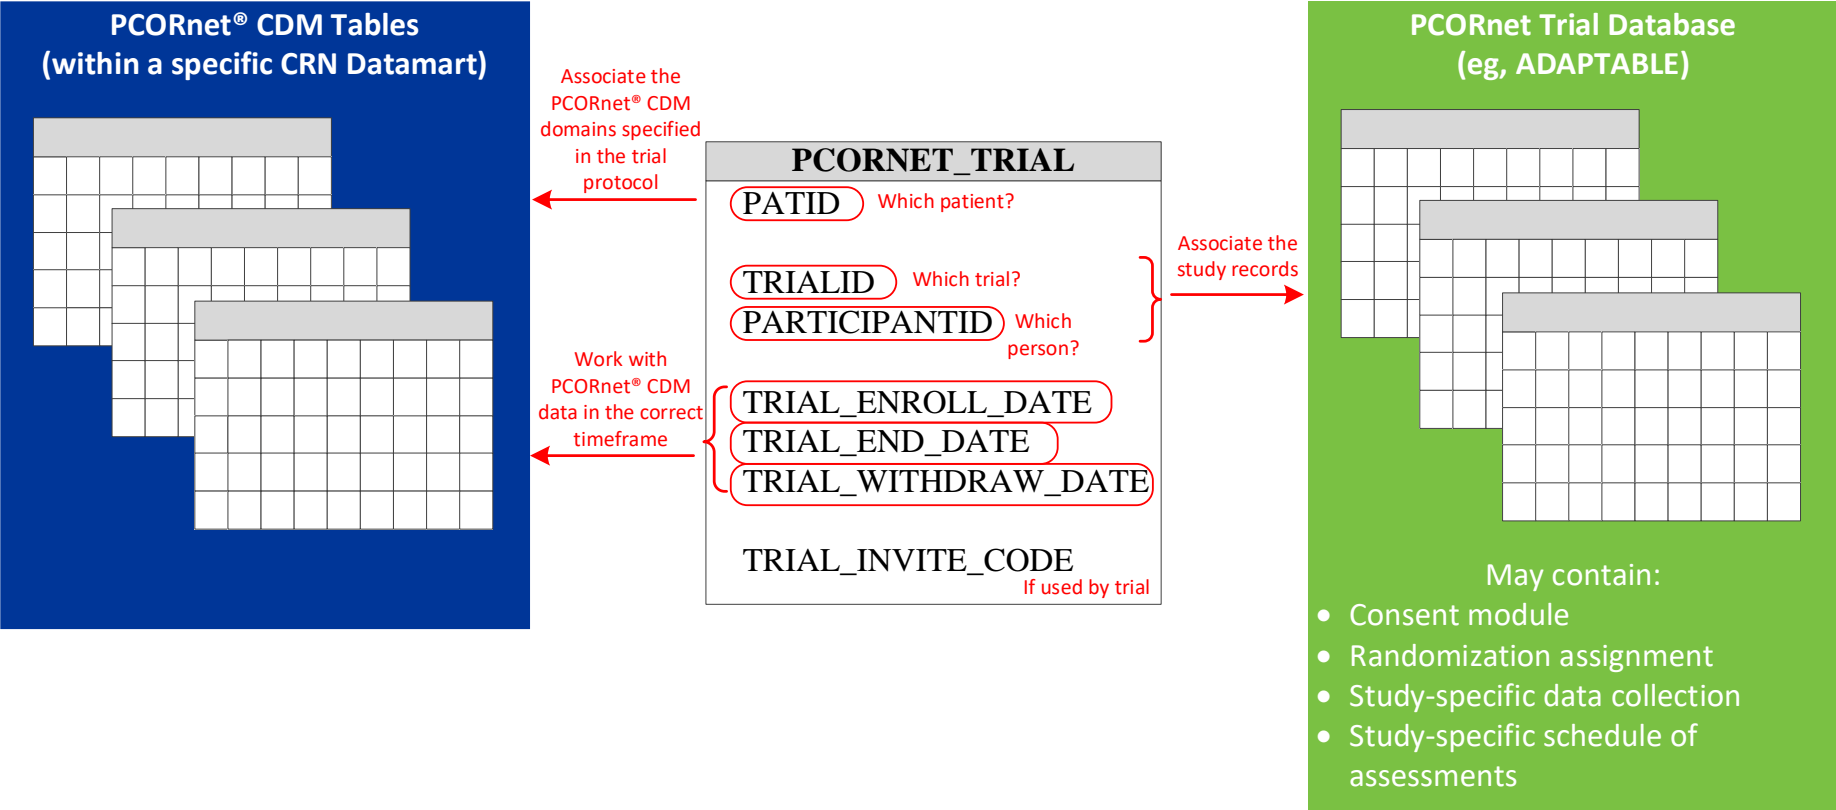 PCORnet® CDM Tables
(within a specific CRN Datamart)
Associate the
PCORnet® CDM
domains specified
in the trial
protocol
Work with
PCORnet® CDM
data in the correct
timeframe
PCORNET_TRIAL
PATID Which patient?
TRIALID Which trial?
PARTICIPANTID Which
person?
TRIAL_ENROLL_DATE
TRIAL_END_DATE
TRIAL_WITHDRAW_DATE
TRIAL_INVITE_CODE
If used by trial
Associate the
study records
PCORnet Trial Database
(eg, ADAPTABLE)
May contain:
• Consent module
• Randomization assignment
• Study-specific data collection
• Study-specific schedule of
assessments